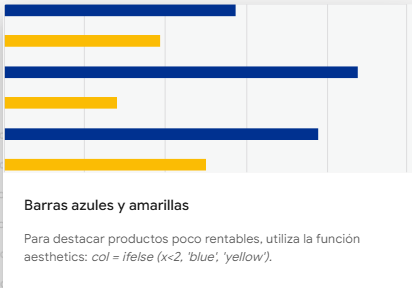 Barras azules y amarillas
Para destacar productos poco rentables, utiliza la función
aesthetics: col = ifelse (x<2, 'blue', 'yellow').